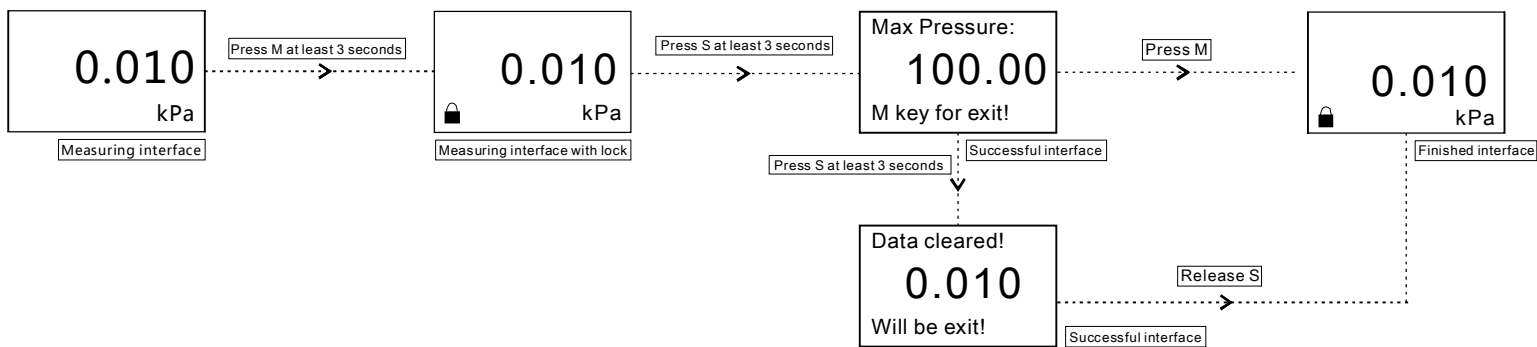 0.010
kPa
Measuring interface
Press M at least 3 seconds
0.010
kPa
Measuring interface with lock
Press S at least 3 seconds
Max Pressure:
100.00
M key for exit!
Successful interface
Press M
0.010
kPa
Finished interface
Press S at least 3 seconds
Data cleared!
0.010
Will be exit!
Successful interface
Release S